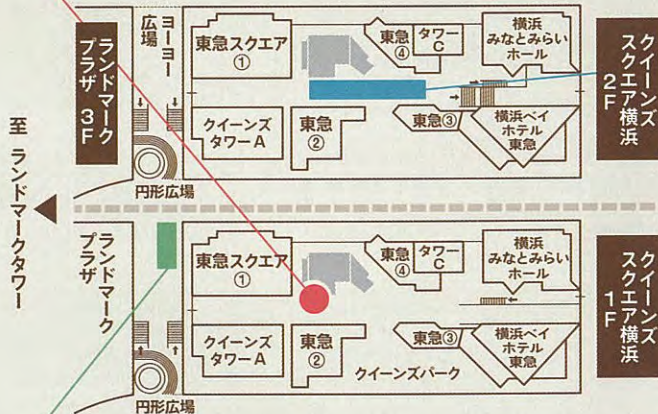 ランドマーク
プラザ 3F
ヨーヨー
広場
東急スクエア
①
東急
④
タワー
C
横浜
みなとみらい
ホール
クイーンズ
スクエア横浜
2F
クイーンズ
タワーA
東急
②
東急③
横浜ベイ
ホテル
東急
円形広場
至 ランドマークタワー
ランドマーク
プラザ
東急スクエア
①
東急
④
タワー
C
横浜
みなとみらい
ホール
クイーンズ
スクエア横浜
1F
クイーンズ
タワーA
東急
②
東急③
横浜ベイ
ホテル
東急
クイーンズパーク
円形広場